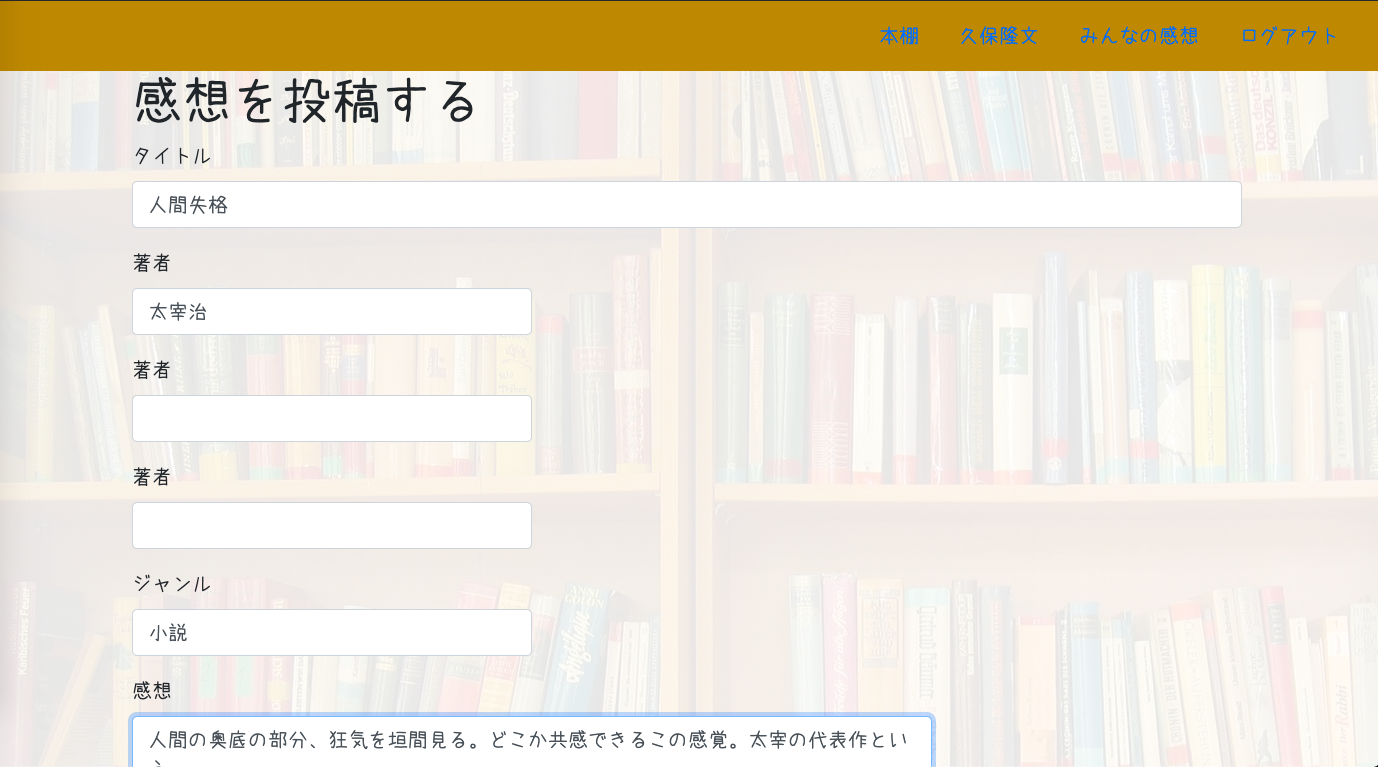 本棚 久保隆文 みんなの感想 ログアウト
感想を投稿する
タイトル
人間失格
著者
太宰治
著者
著者
ジャンル
小説
感想
人間の奥底の部分、狂気を垣間見る。どこか共感できるこの感覚。太宰の代表作とい